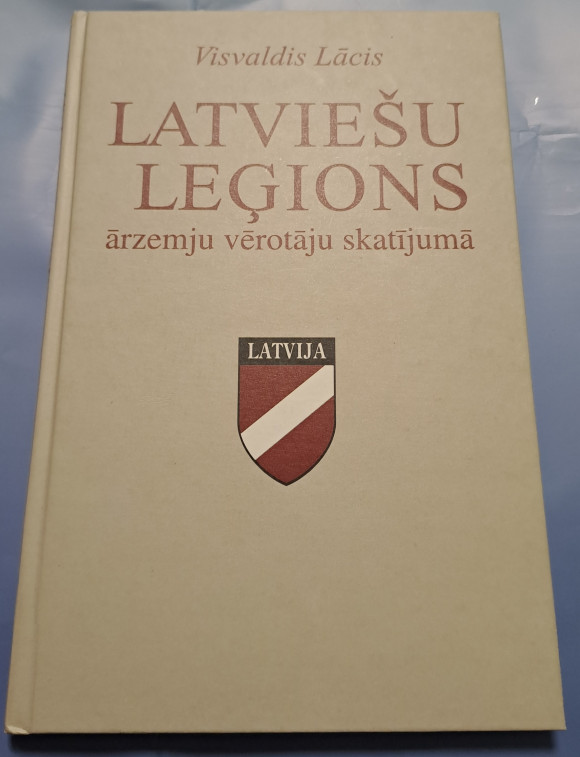 Visvaldis Lācis
LATVIEŠU
LEĢIONS
ārzemju vērotāju skatījumā
LATVIJA